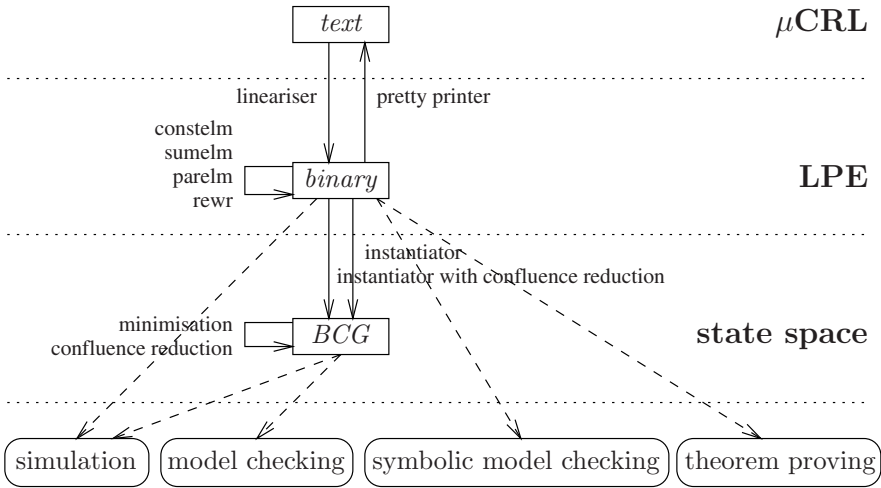 text
μCRL
lineariser
pretty printer
constelm
sumelm
parelm
rewr
binary
LPE
instantiator
instantiator with confluence reduction
minimisation
confluence reduction
BCG
state space
simulation
model checking
symbolic model checking
theorem proving